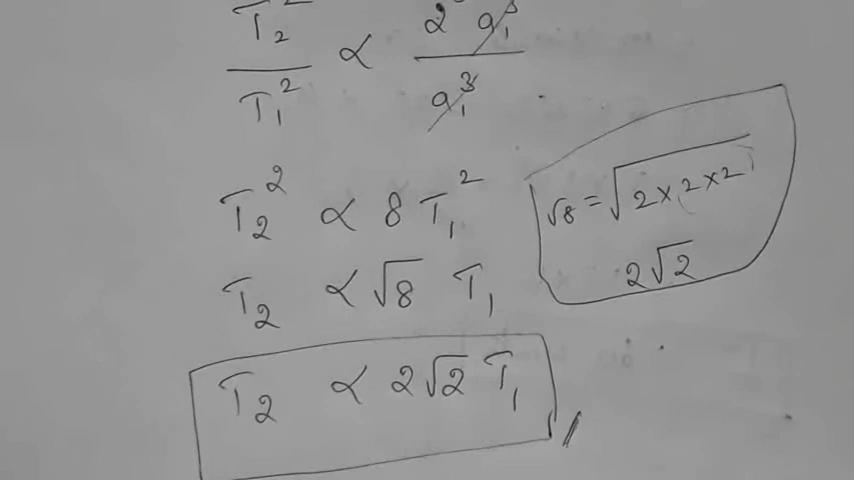 T₂² / T₁² ∝ 2³ a₁³ / a₁³
T₂² ∝ 8 T₁²
T₂ ∝ √8 T₁
T₂ ∝ 2√2 T₁
√8 = √2×2×2
2√2